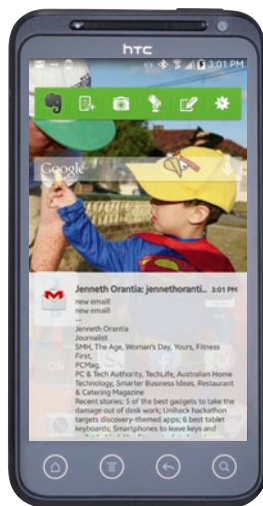 hTC
3:01 PM
Google
Jenneth Orantia: jennethoranti.. 3:01 PM
new email!
new email!
--
Jenneth Orantia
Journalist
SMH, The Age, Woman's Day, Yours, Fitness
First,
PCMag,
PC & Tech Authority, TechLife, Australian Home
Technology, Smarter Business Ideas, Restaurant
& Catering Magazine
Recent stories: 5 of the best gadgets to take the
damage out of desk work; Unihack hackathon
targets discovery-themed apps; 6 best tablet
keyboards; Smartphones to leave keys and